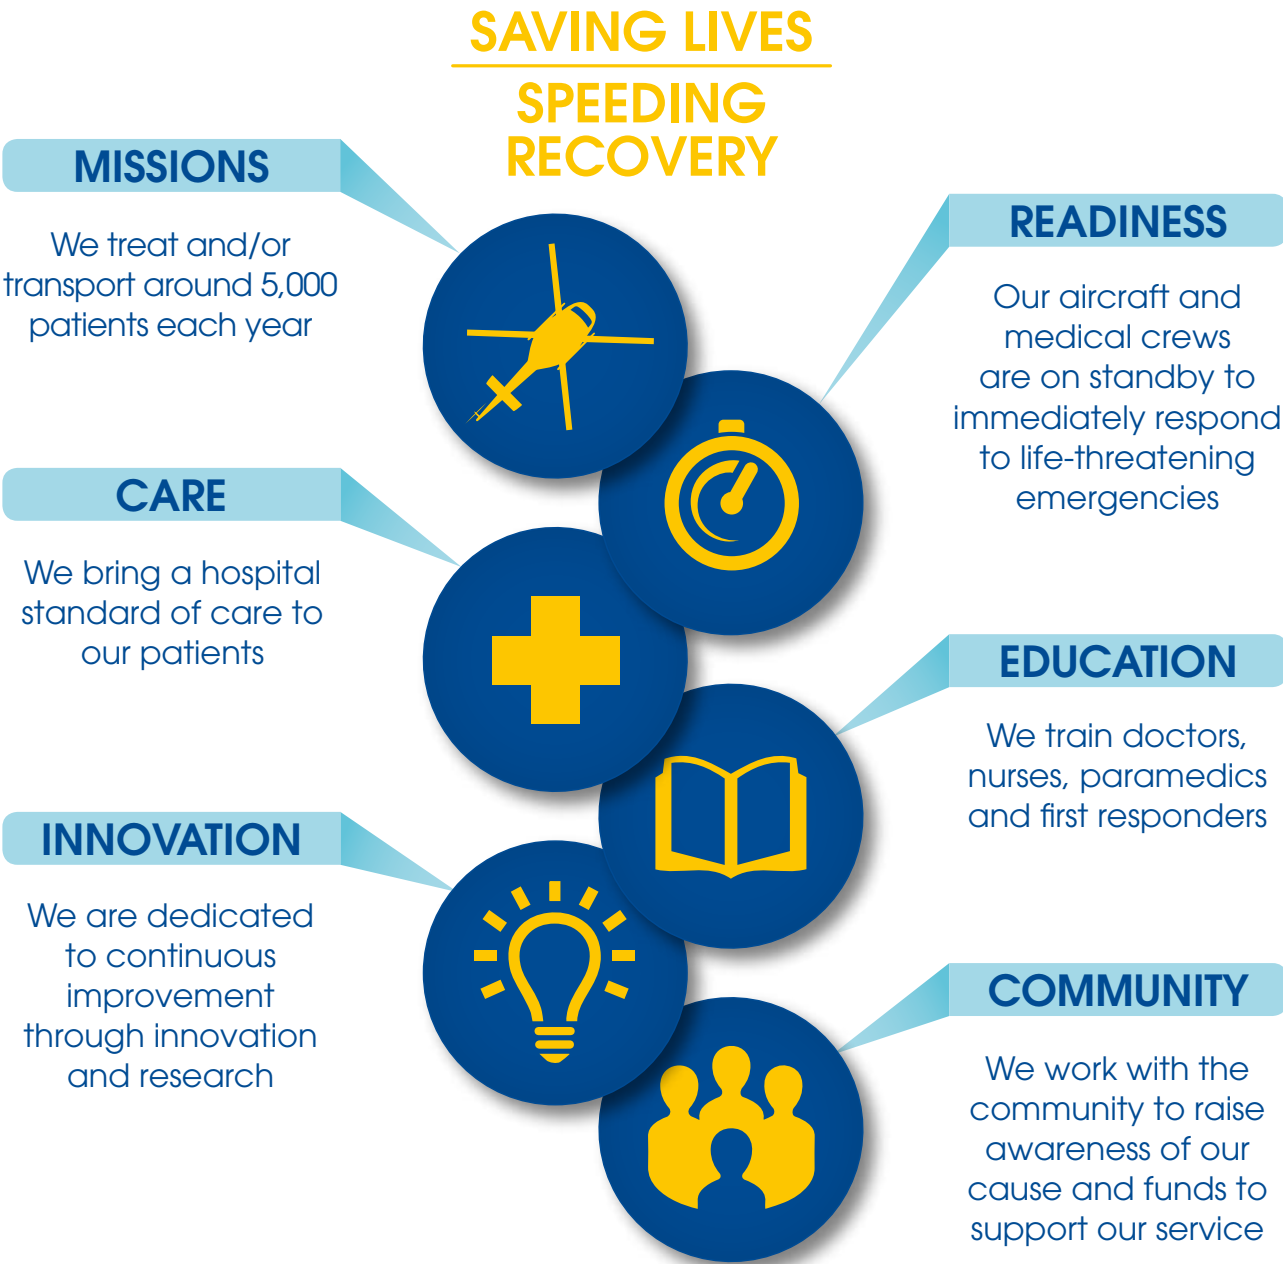 SAVING LIVES
SPEEDING
RECOVERY
MISSIONS
We treat and/or
transport around 5,000
patients each year
READINESS
Our aircraft and
medical crews
are on standby to
immediately respond
to life-threatening
emergencies
CARE
We bring a hospital
standard of care to
our patients
EDUCATION
We train doctors,
nurses, paramedics
and first responders
INNOVATION
We are dedicated
to continuous
improvement
through innovation
and research
COMMUNITY
We work with the
community to raise
awareness of our
cause and funds to
support our service